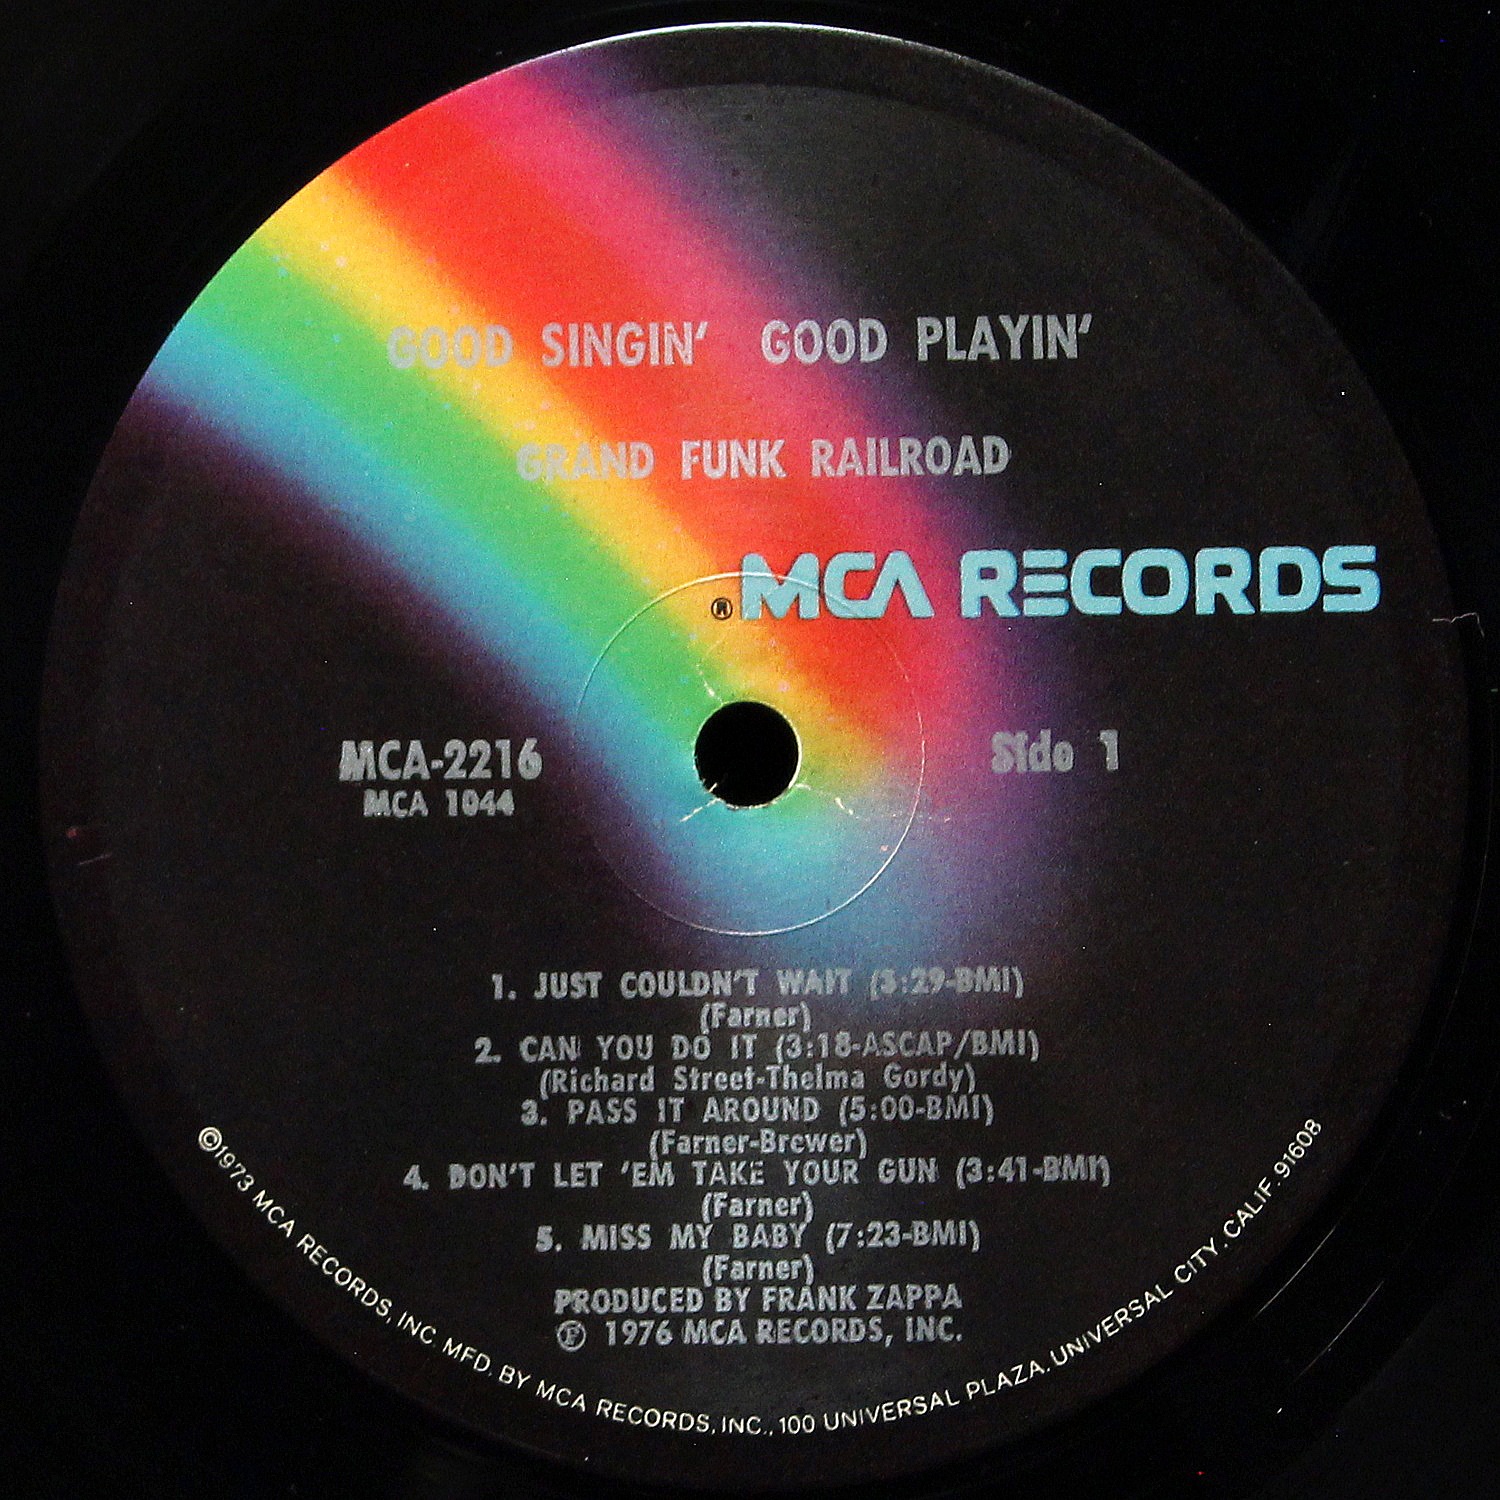 GOOD SINGIN' GOOD PLAYIN'
GRAND FUNK RAILROAD
® MCA RECORDS
MCA-2216
MCA 1044
Side 1
1. JUST COULDN'T WAIT (3:29-BMI)
(Farner)
2. CAN YOU DO IT (3:18-ASCAP/BMI)
(Richard Street-Thelma Gordy)
3. PASS IT AROUND (5:00-BMI)
(Farner-Brewer)
4. DON'T LET 'EM TAKE YOUR GUN (3:41-BMI)
(Farner)
5. MISS MY BABY (7:23-BMI)
(Farner)
PRODUCED BY FRANK ZAPPA
Ⓟ 1976 MCA RECORDS, INC.
©1973 MCA RECORDS, INC. MFD. BY MCA RECORDS, INC., 100 UNIVERSAL PLAZA. UNIVERSAL CITY, CALIF. 91608